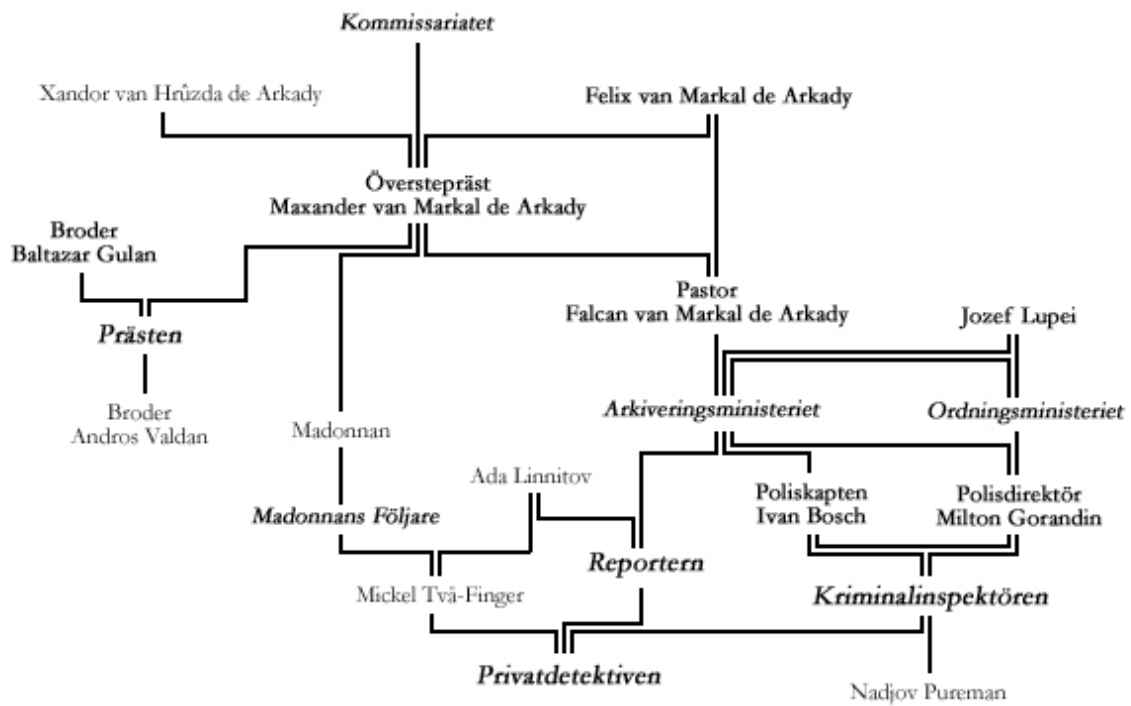 Kommissariatet
Xandor van Hrûzda de Arkady
Felix van Markal de Arkady
Överstepräst
Maxander van Markal de Arkady
Broder
Baltazar Gulan
Pastor
Falcan van Markal de Arkady
Jozef Lupei
Prästen
Arkiveringsministeriet
Ordningsministeriet
Broder
Andros Valdan
Madonnan
Ada Linnitov
Poliskapten
Ivan Bosch
Polisdirektör
Milton Gorandin
Madonnans Följare
Reportern
Mickel Två-Finger
Kriminalinspektören
Privatdetektiven
Nadjov Pureman